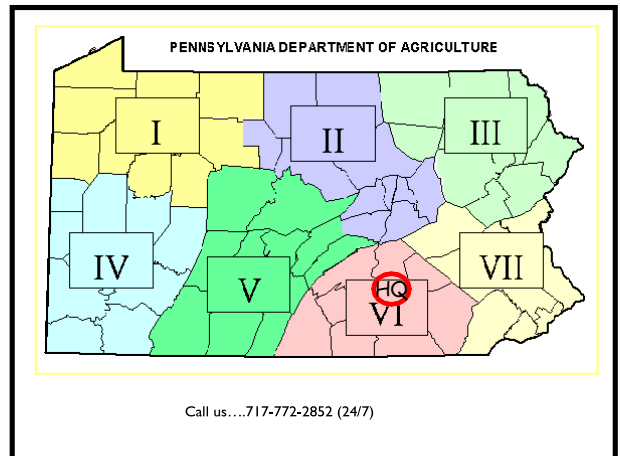 PENNSYLVANIA DEPARTMENT OF AGRICULTURE
I
II
III
IV
V
HQ
VI
VII
Call us….717-772-2852 (24/7)